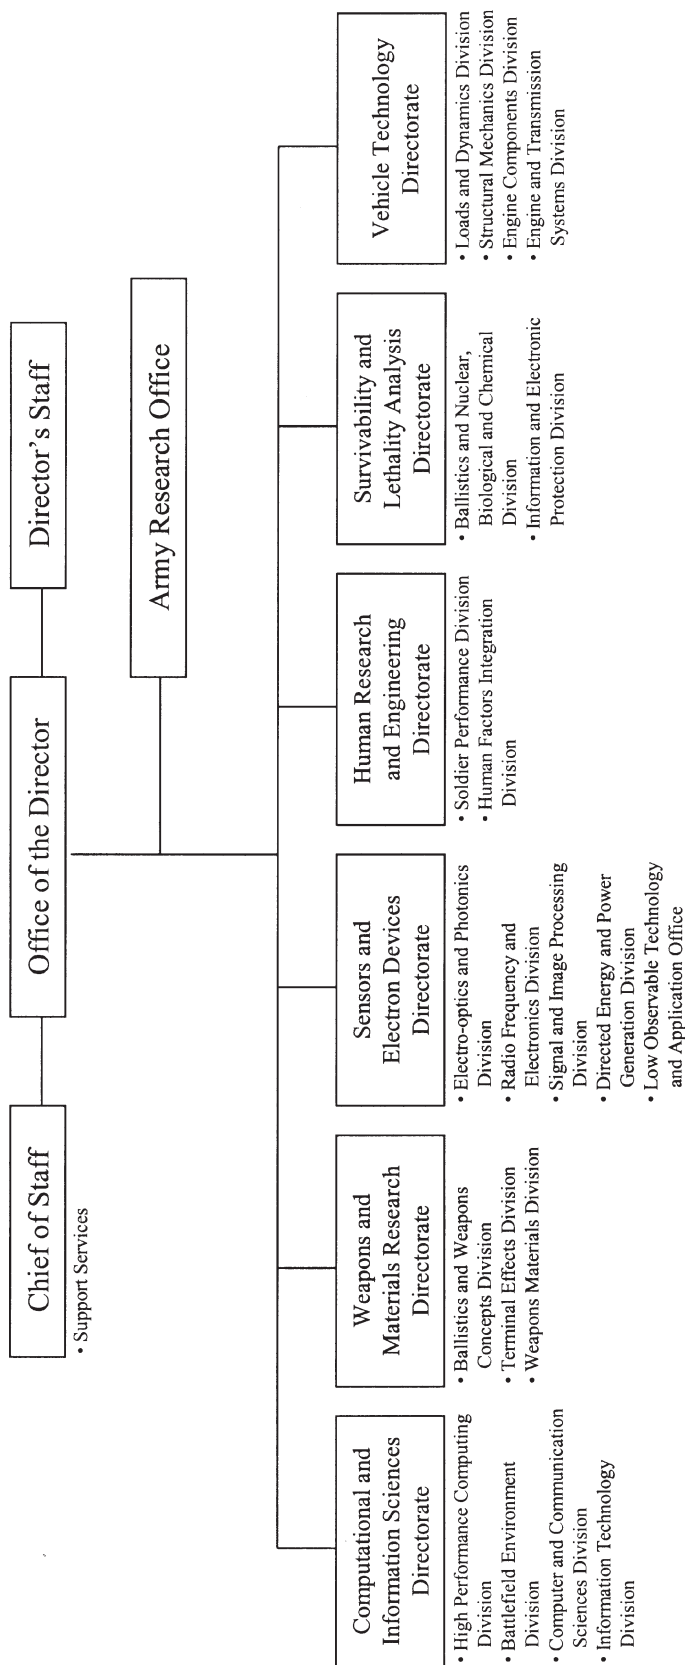 Chief of Staff
• Support Services
Office of the Director
Director's Staff
Army Research Office
Computational and
Information Sciences
Directorate
• High Performance Computing
Division
• Battlefield Environment
Division
• Computer and Communication
Sciences Division
• Information Technology
Division
Weapons and
Materials Research
Directorate
• Ballistics and Weapons
Concepts Division
• Terminal Effects Division
• Weapons Materials Division
Sensors and
Electron Devices
Directorate
• Electro-optics and Photonics
Division
• Radio Frequency and
Electronics Division
• Signal and Image Processing
Division
• Directed Energy and Power
Generation Division
• Low Observable Technology
and Application Office
Human Research
and Engineering
Directorate
• Soldier Performance Division
• Human Factors Integration
Division
Survivability and
Lethality Analysis
Directorate
• Ballistics and Nuclear,
Biological and Chemical
Division
• Information and Electronic
Protection Division
Vehicle Technology
Directorate
• Loads and Dynamics Division
• Structural Mechanics Division
• Engine Components Division
• Engine and Transmission
Systems Division